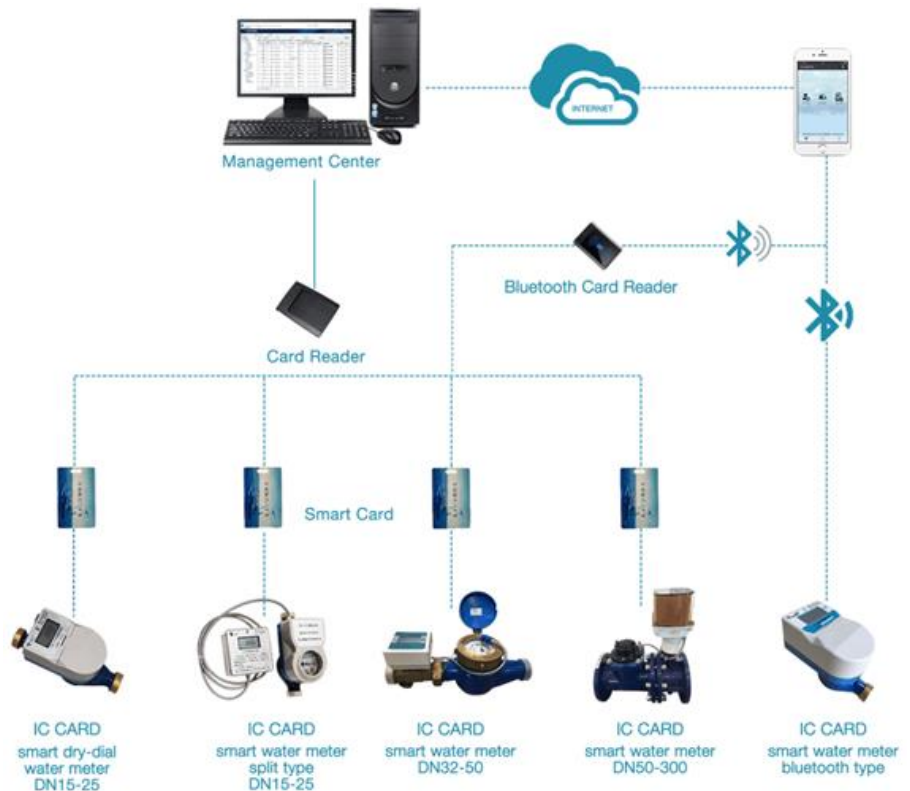 INTERNET
Management Center
Bluetooth Card Reader
Card Reader
Smart Card
IC CARD
smart dry-dial
water meter
DN15-25
IC CARD
smart water meter
split type
DN15-25
IC CARD
smart water meter
DN32-50
IC CARD
smart water meter
DN50-300
IC CARD
smart water meter
bluetooth type